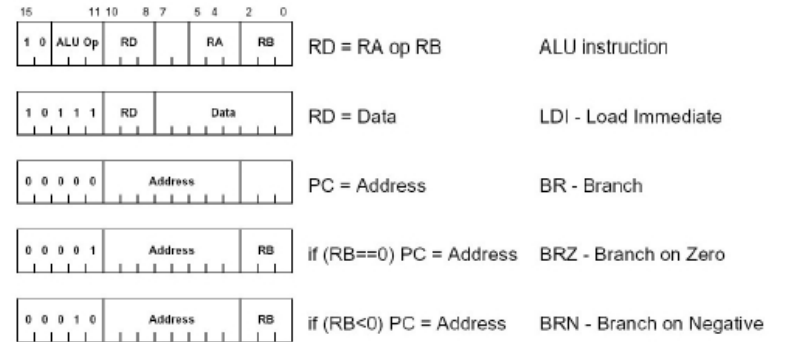 15 11 10 8 7 5 4 2 0
1 0 ALU Op RD RA RB RD = RA op RB ALU instruction
1 0 1 1 1 RD Data RD = Data LDI - Load Immediate
0 0 0 0 0 Address PC = Address BR - Branch
0 0 0 0 1 Address RB if (RB==0) PC = Address BRZ - Branch on Zero
0 0 0 1 0 Address RB if (RB<0) PC = Address BRN - Branch on Negative